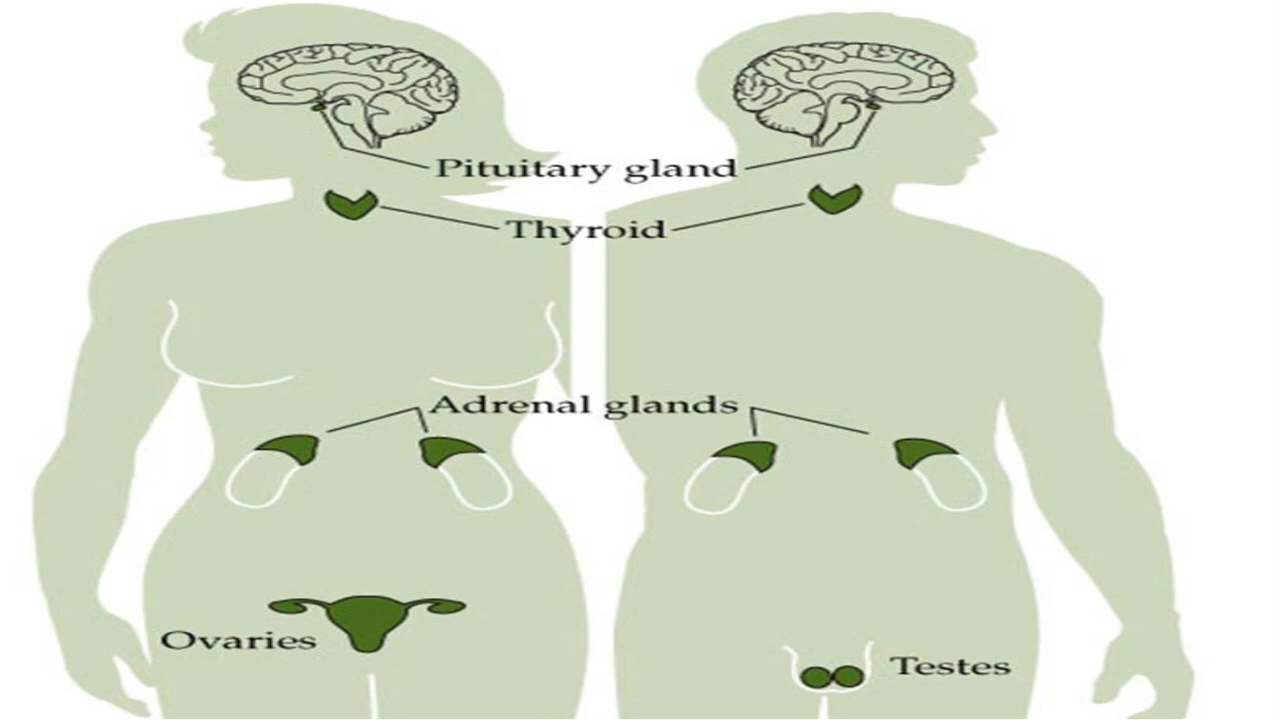 Pituitary gland
Thyroid
Adrenal glands
Ovaries
Testes